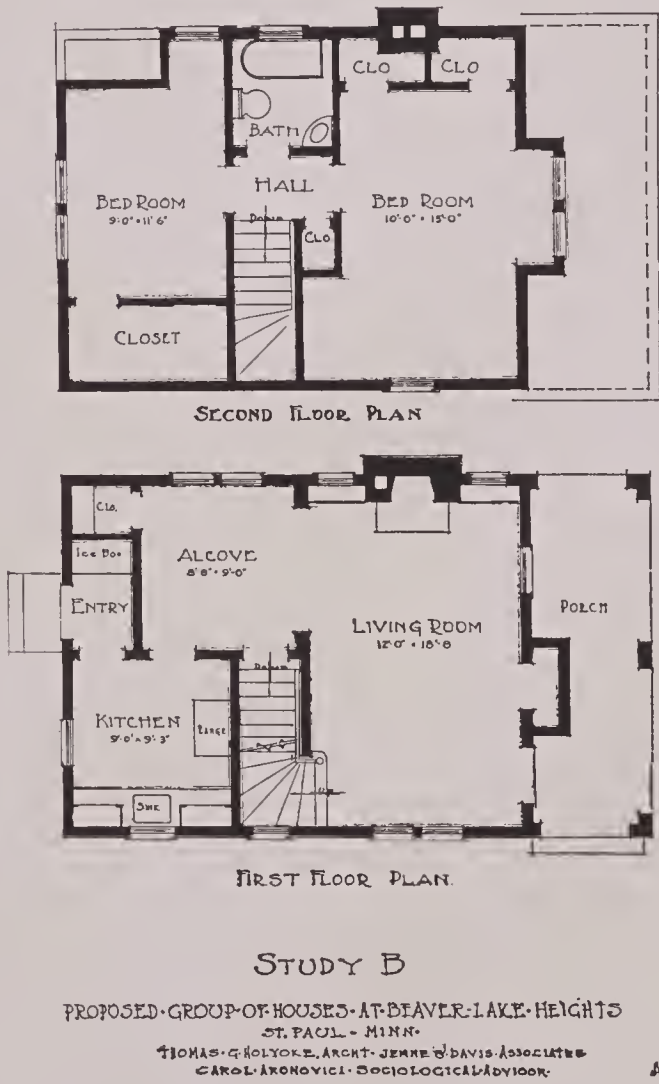 CLO
CLO
BATH
HALL
BED ROOM
9'-0" × 11'-6"
BED ROOM
10'-0" × 15'-0"
Down
CLO
CLOSET
SECOND FLOOR PLAN
Clo.
Ice Box
ALCOVE
8'-8" × 9'-0"
ENTRY
LIVING ROOM
12'-0" × 18'-8
PORCH
Down
KITCHEN
9'-0" × 9'-3"
RANGE
Sink
FIRST FLOOR PLAN.
STUDY B
PROPOSED·GROUP·OF·HOUSES·AT·BEAVER·LAKE·HEIGHTS
ST. PAUL - MINN·
THOMAS·G·HOLYOKE, ARCHT· JEMNE & DAVIS·ASSOCIATES
CAROL·ARONOVICI·SOCIOLOGICAL·ADVISOR·